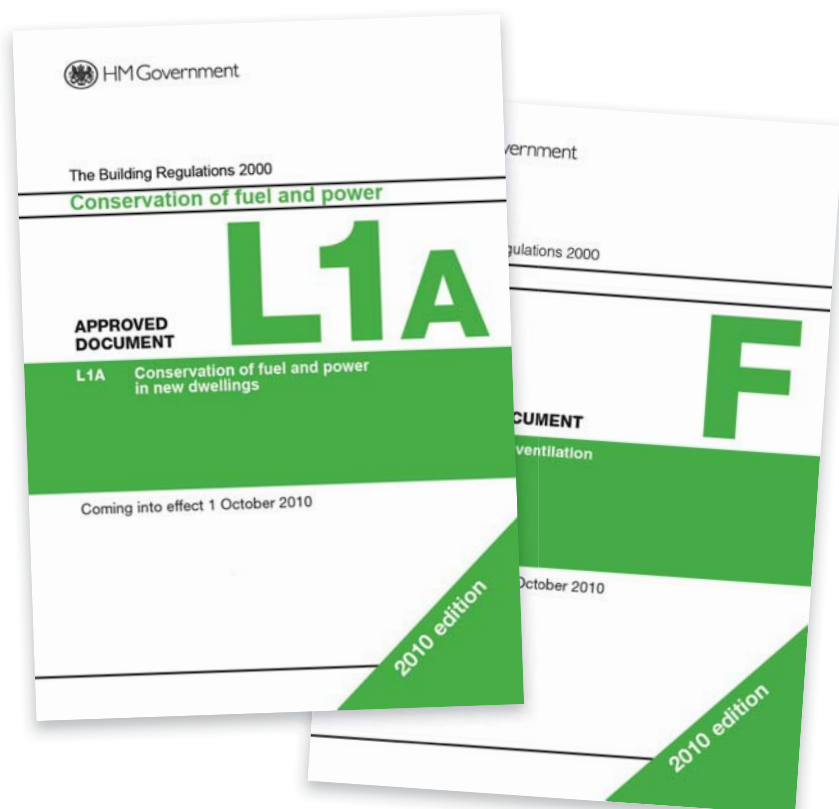 HM Government
The Building Regulations 2000
Conservation of fuel and power
L1A
APPROVED
DOCUMENT
L1A Conservation of fuel and power
in new dwellings
Coming into effect 1 October 2010
2010 edition
vernment
gulations 2000
F
CUMENT
ventilation
October 2010
2010 edition